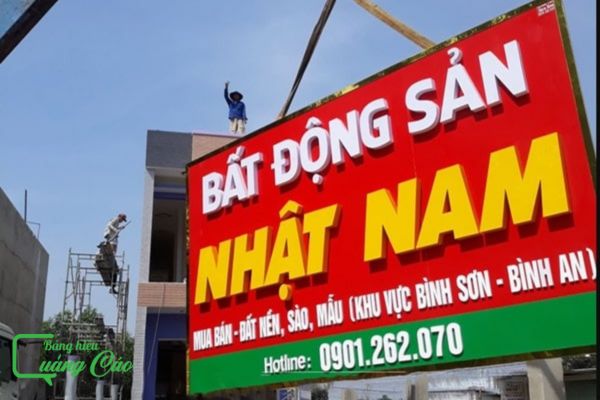 BẤT ĐỘNG SẢN
NHẬT NAM
MUA BÁN - ĐẤT NỀN, SÀO, MẪU (KHU VỰC BÌNH SƠN - BÌNH AN)
Hotline: 0901.262.070
Bảng hiệu
Quảng Cáo